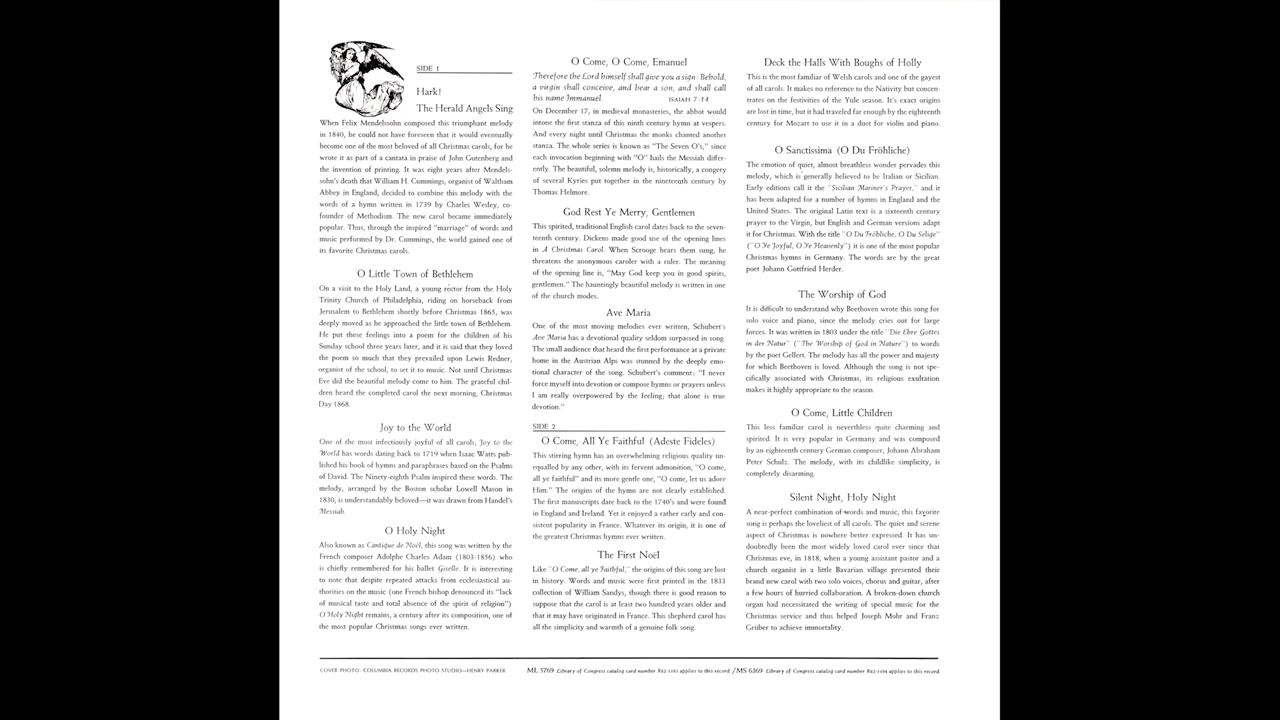 SIDE 1
Hark!
The Herald Angels Sing
When Felix Mendelssohn composed this triumphant melody
in 1840, he could not have foreseen that it would eventually
become one of the most beloved of all Christmas carols, for he
wrote it as part of a cantata in praise of John Gutenberg and
the invention of printing. It was eight years after Mendels-
sohn's death that William H. Cummings, organist of Waltham
Abbey in England, decided to combine this melody with the
words of a hymn written in 1739 by Charles Wesley, co-
founder of Methodism. The new carol became immediately
popular. Thus, through the inspired "marriage" of words and
music performed by Dr. Cummings, the world gained one of
its favorite Christmas carols.
O Little Town of Bethlehem
On a visit to the Holy Land, a young rector from the Holy
Trinity Church of Philadelphia, riding on horseback from
Jerusalem to Bethlehem shortly before Christmas 1865, was
deeply moved as he approached the little town of Bethlehem.
He put these feelings into a poem for the children of his
Sunday school three years later, and it is said that they loved
the poem so much that they prevailed upon Lewis Redner,
organist of the school, to set it to music. Not until Christmas
Eve did the beautiful melody come to him. The grateful chil-
dren heard the completed carol the next morning, Christmas
Day 1868.
Joy to the World
One of the most infectiously joyful of all carols, Joy to the
World has words dating back to 1719 when Isaac Watts pub-
lished his book of hymns and paraphrases based on the Psalms
of David. The Ninety-eighth Psalm inspired these words. The
melody, arranged by the Boston scholar Lowell Mason in
1830, is understandably beloved—it was drawn from Handel's
Messiah.
O Holy Night
Also known as Cantique de Noël, this song was written by the
French composer Adolphe Charles Adam (1803-1856) who
is chiefly remembered for his ballet Giselle. It is interesting
to note that despite repeated attacks from ecclesiastical au-
thorities on the music (one French bishop denounced its "lack
of musical taste and total absence of the spirit of religion")
O Holy Night remains, a century after its composition, one of
the most popular Christmas songs ever written.
O Come, O Come, Emanuel
Therefore the Lord himself shall give you a sign: Behold,
a virgin shall conceive, and bear a son, and shall call
his name Immanuel. ISAIAH 7:14
On December 17, in medieval monasteries, the abbot would
intone the first stanza of this ninth century hymn at vespers.
And every night until Christmas the monks chanted another
stanza. The whole series is known as "The Seven O's," since
each invocation beginning with "O" hails the Messiah differ-
ently. The beautiful, solemn melody is, historically, a congery
of several Kyries put together in the nineteenth century by
Thomas Helmore.
God Rest Ye Merry, Gentlemen
This spirited, traditional English carol dates back to the seven-
teenth century. Dickens made good use of the opening lines
in A Christmas Carol. When Scrooge hears them sung, he
threatens the anonymous caroler with a ruler. The meaning
of the opening line is, "May God keep you in good spirits,
gentlemen." The hauntingly beautiful melody is written in one
of the church modes.
Ave Maria
One of the most moving melodies ever written, Schubert's
Ave Maria has a devotional quality seldom surpassed in song.
The small audience that heard the first performance at a private
home in the Austrian Alps was stunned by the deeply emo-
tional character of the song. Schubert's comment: "I never
force myself into devotion or compose hymns or prayers unless
I am really overpowered by the feeling; that alone is true
devotion."
SIDE 2
O Come, All Ye Faithful (Adeste Fideles)
This stirring hymn has an overwhelming religious quality un-
equalled by any other, with its fervent admonition, "O come,
all ye faithful" and its more gentle one, "O come, let us adore
Him." The origins of the hymn are not clearly established.
The first manuscripts date back to the 1740's and were found
in England and Ireland. Yet it enjoyed a rather early and con-
sistent popularity in France. Whatever its origin, it is one of
the greatest Christmas hymns ever written.
The First Noël
Like "O Come, all ye Faithful," the origins of this song are lost
in history. Words and music were first printed in the 1833
collection of William Sandys, though there is good reason to
suppose that the carol is at least two hundred years older and
that it may have originated in France. This shepherd carol has
all the simplicity and warmth of a genuine folk song.
Deck the Halls With Boughs of Holly
This is the most familiar of Welsh carols and one of the gayest
of all carols. It makes no reference to the Nativity but concen-
trates on the festivities of the Yule season. It's exact origins
are lost in time, but it had traveled far enough by the eighteenth
century for Mozart to use it in a duet for violin and piano.
O Sanctissima (O Du Fröhliche)
The emotion of quiet, almost breathless wonder pervades this
melody, which is generally believed to be Italian or Sicilian.
Early editions call it the "Sicilian Mariner's Prayer," and it
has been adapted for a number of hymns in England and the
United States. The original Latin text is a sixteenth century
prayer to the Virgin, but English and German versions adapt
it for Christmas. With the title "O Du Fröhliche, O Du Selige"
("O Ye Joyful, O Ye Heavenly") it is one of the most popular
Christmas hymns in Germany. The words are by the great
poet Johann Gottfried Herder.
The Worship of God
It is difficult to understand why Beethoven wrote this song for
solo voice and piano, since the melody cries out for large
forces. It was written in 1803 under the title "Die Ehre Gottes
in der Natur" ("The Worship of God in Nature") to words
by the poet Gellert. The melody has all the power and majesty
for which Beethoven is loved. Although the song is not spe-
cifically associated with Christmas, its religious exultation
makes it highly appropriate to the season.
O Come, Little Children
This less familiar carol is neverthless quite charming and
spirited. It is very popular in Germany and was composed
by an eighteenth century German composer, Johann Abraham
Peter Schulz. The melody, with its childlike simplicity, is
completely disarming.
Silent Night, Holy Night
A near-perfect combination of words and music, this favorite
song is perhaps the loveliest of all carols. The quiet and serene
aspect of Christmas is nowhere better expressed. It has un-
doubtedly been the most widely loved carol ever since that
Christmas eve, in 1818, when a young assistant pastor and a
church organist in a little Bavarian village presented their
brand new carol with two solo voices, chorus and guitar, after
a few hours of hurried collaboration. A broken-down church
organ had necessitated the writing of special music for the
Christmas service and thus helped Joseph Mohr and Franz
Grüber to achieve immortality.
COVER PHOTO: COLUMBIA RECORDS PHOTO STUDIO—HENRY PARKER
ML 5769 Library of Congress catalog card number R62-1193 applies to this record. / MS 6369 Library of Congress catalog card number R62-1194 applies to this record.